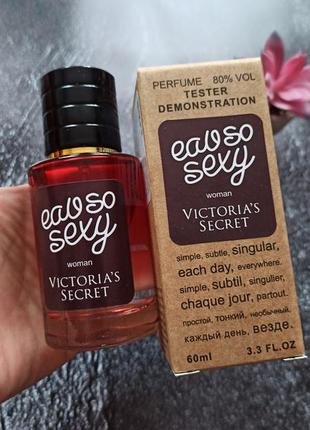 eau so
sexy
woman
VICTORIA'S
SECRET
PERFUME 80% VOL
TESTER
DEMONSTRATION
eau so
sexy
woman
VICTORIA'S
SECRET
simple, subtle, singular,
each day, everywhere.
simple, subtil, singulier,
chaque jour, partout.
простой, тонкий, необычный.
каждый день, везде.
60ml 3.3 FL.OZ